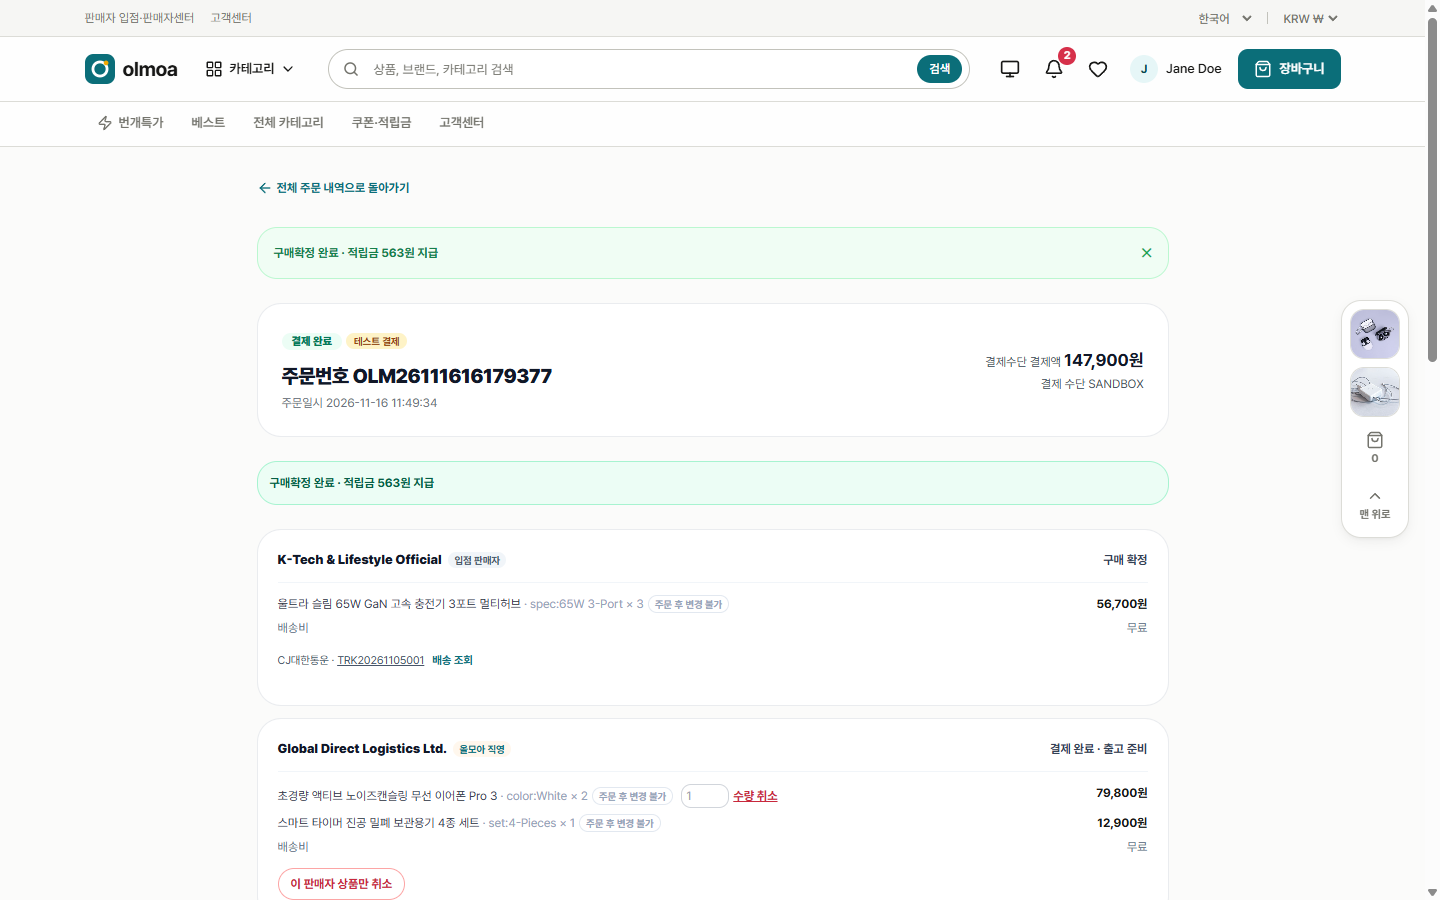 판매자 입점·판매자센터 고객센터 한국어 KRW ₩
olmoa 카테고리 상품, 브랜드, 카테고리 검색 검색 2 J Jane Doe 장바구니
번개특가 베스트 전체 카테고리 쿠폰·적립금 고객센터
전체 주문 내역으로 돌아가기
구매확정 완료 · 적립금 563원 지급
결제 완료 테스트 결제
주문번호 OLM26111616179377
주문일시 2026-11-16 11:49:34
결제수단 결제액 147,900원
결제 수단 SANDBOX
구매확정 완료 · 적립금 563원 지급
K-Tech & Lifestyle Official 입점 판매자 구매 확정
울트라 슬림 65W GaN 고속 충전기 3포트 멀티허브 · spec:65W 3-Port × 3 주문 후 변경 불가 56,700원
배송비 무료
CJ대한통운 · TRK20261105001 배송 조회
Global Direct Logistics Ltd. 올모아 직영 결제 완료 · 출고 준비
초경량 액티브 노이즈캔슬링 무선 이어폰 Pro 3 · color:White × 2 주문 후 변경 불가 1 수량 취소 79,800원
스마트 타이머 진공 밀폐 보관용기 4종 세트 · set:4-Pieces × 1 주문 후 변경 불가 12,900원
배송비 무료
이 판매자 상품만 취소
0
맨 위로